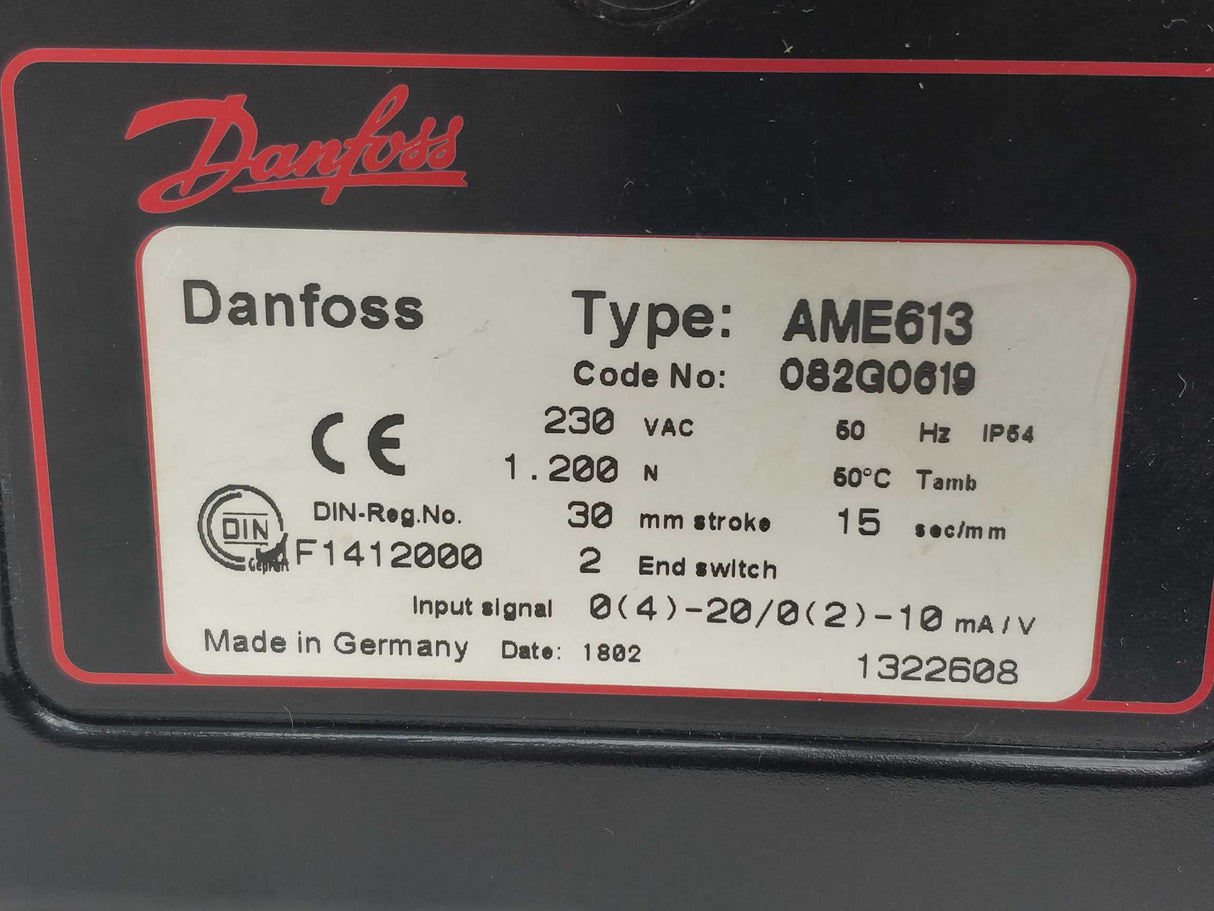 Danfoss
Danfoss Type: AME613
Code No: 082G0619
230 VAC 50 Hz IP54
1.200 N 50°C Tamb
DIN DIN-Reg.No. 30 mm stroke 15 sec/mm
Geprüft F1412000 2 End switch
Input signal 0(4)-20/0(2)-10 mA/V
Made in Germany Date: 1802 1322608
CE